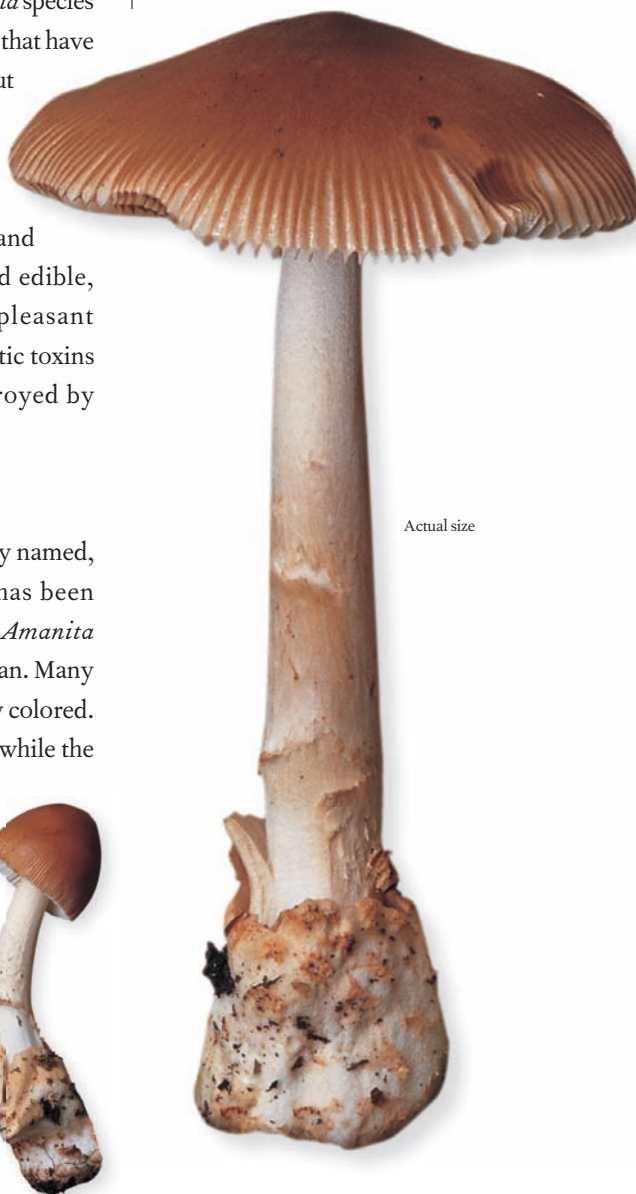 species
that have
ut
and
d edible,
pleasant
tic toxins
royed by
Actual size
y named,
has been
Amanita
an. Many
colored.
while the